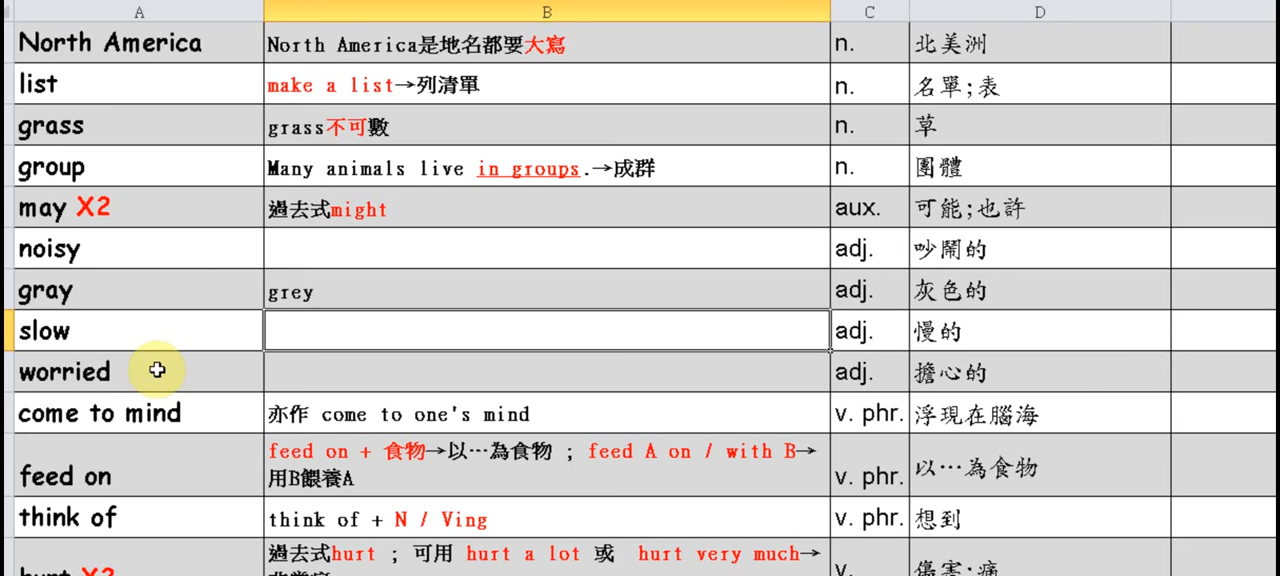 A B C D
North America North America是地名都要大寫 n. 北美洲
list make a list→列清單 n. 名單;表
grass grass不可數 n. 草
group Many animals live in groups.→成群 n. 團體
may X2 過去式might aux. 可能;也許
noisy adj. 吵鬧的
gray grey adj. 灰色的
slow adj. 慢的
worried adj. 擔心的
come to mind 亦作 come to one's mind v. phr. 浮現在腦海
feed on feed on + 食物→以…為食物 ; feed A on / with B→
用B餵養A v. phr. 以…為食物
think of think of + N / Ving v. phr. 想到
hurt X2 過去式hurt ; 可用 hurt a lot 或 hurt very much→
v. 傷害;痛